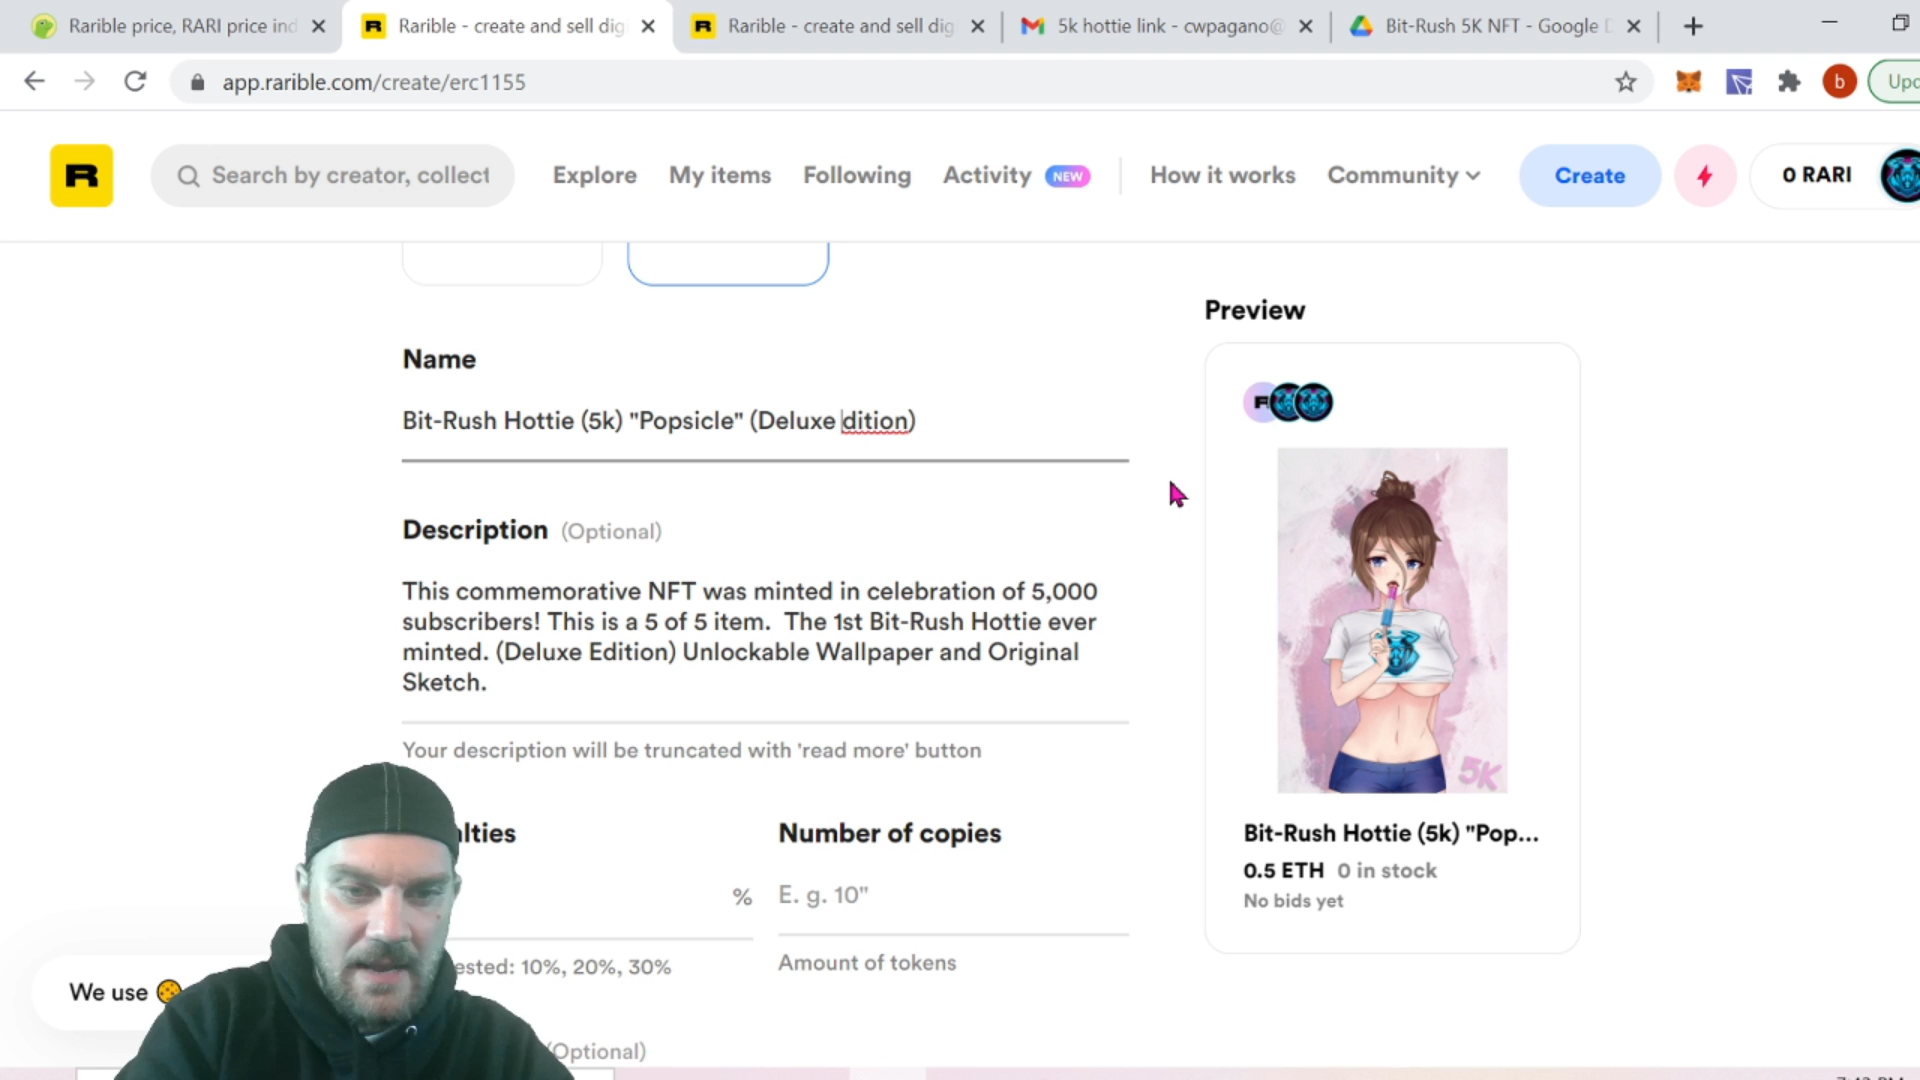 Rarible price, RARI price ind
Rarible - create and sell dig
Rarible - create and sell dig
5k hottie link - cwpagano@
Bit-Rush 5K NFT - Google D
app.rarible.com/create/erc1155
b
Upd
R
Search by creator, collect
Explore
My items
Following
Activity NEW
How it works
Community
Create
0 RARI
Preview
Name
Bit-Rush Hottie (5k) "Popsicle" (Deluxe dition)
Description (Optional)
This commemorative NFT was minted in celebration of 5,000
subscribers! This is a 5 of 5 item.  The 1st Bit-Rush Hottie ever
minted. (Deluxe Edition) Unlockable Wallpaper and Original
Sketch.
Your description will be truncated with 'read more' button
5K
Bit-Rush Hottie (5k) "Pop...
0.5 ETH 0 in stock
No bids yet
alties
Number of copies
%
E. g. 10"
ested: 10%, 20%, 30%
Amount of tokens
We use
(Optional)